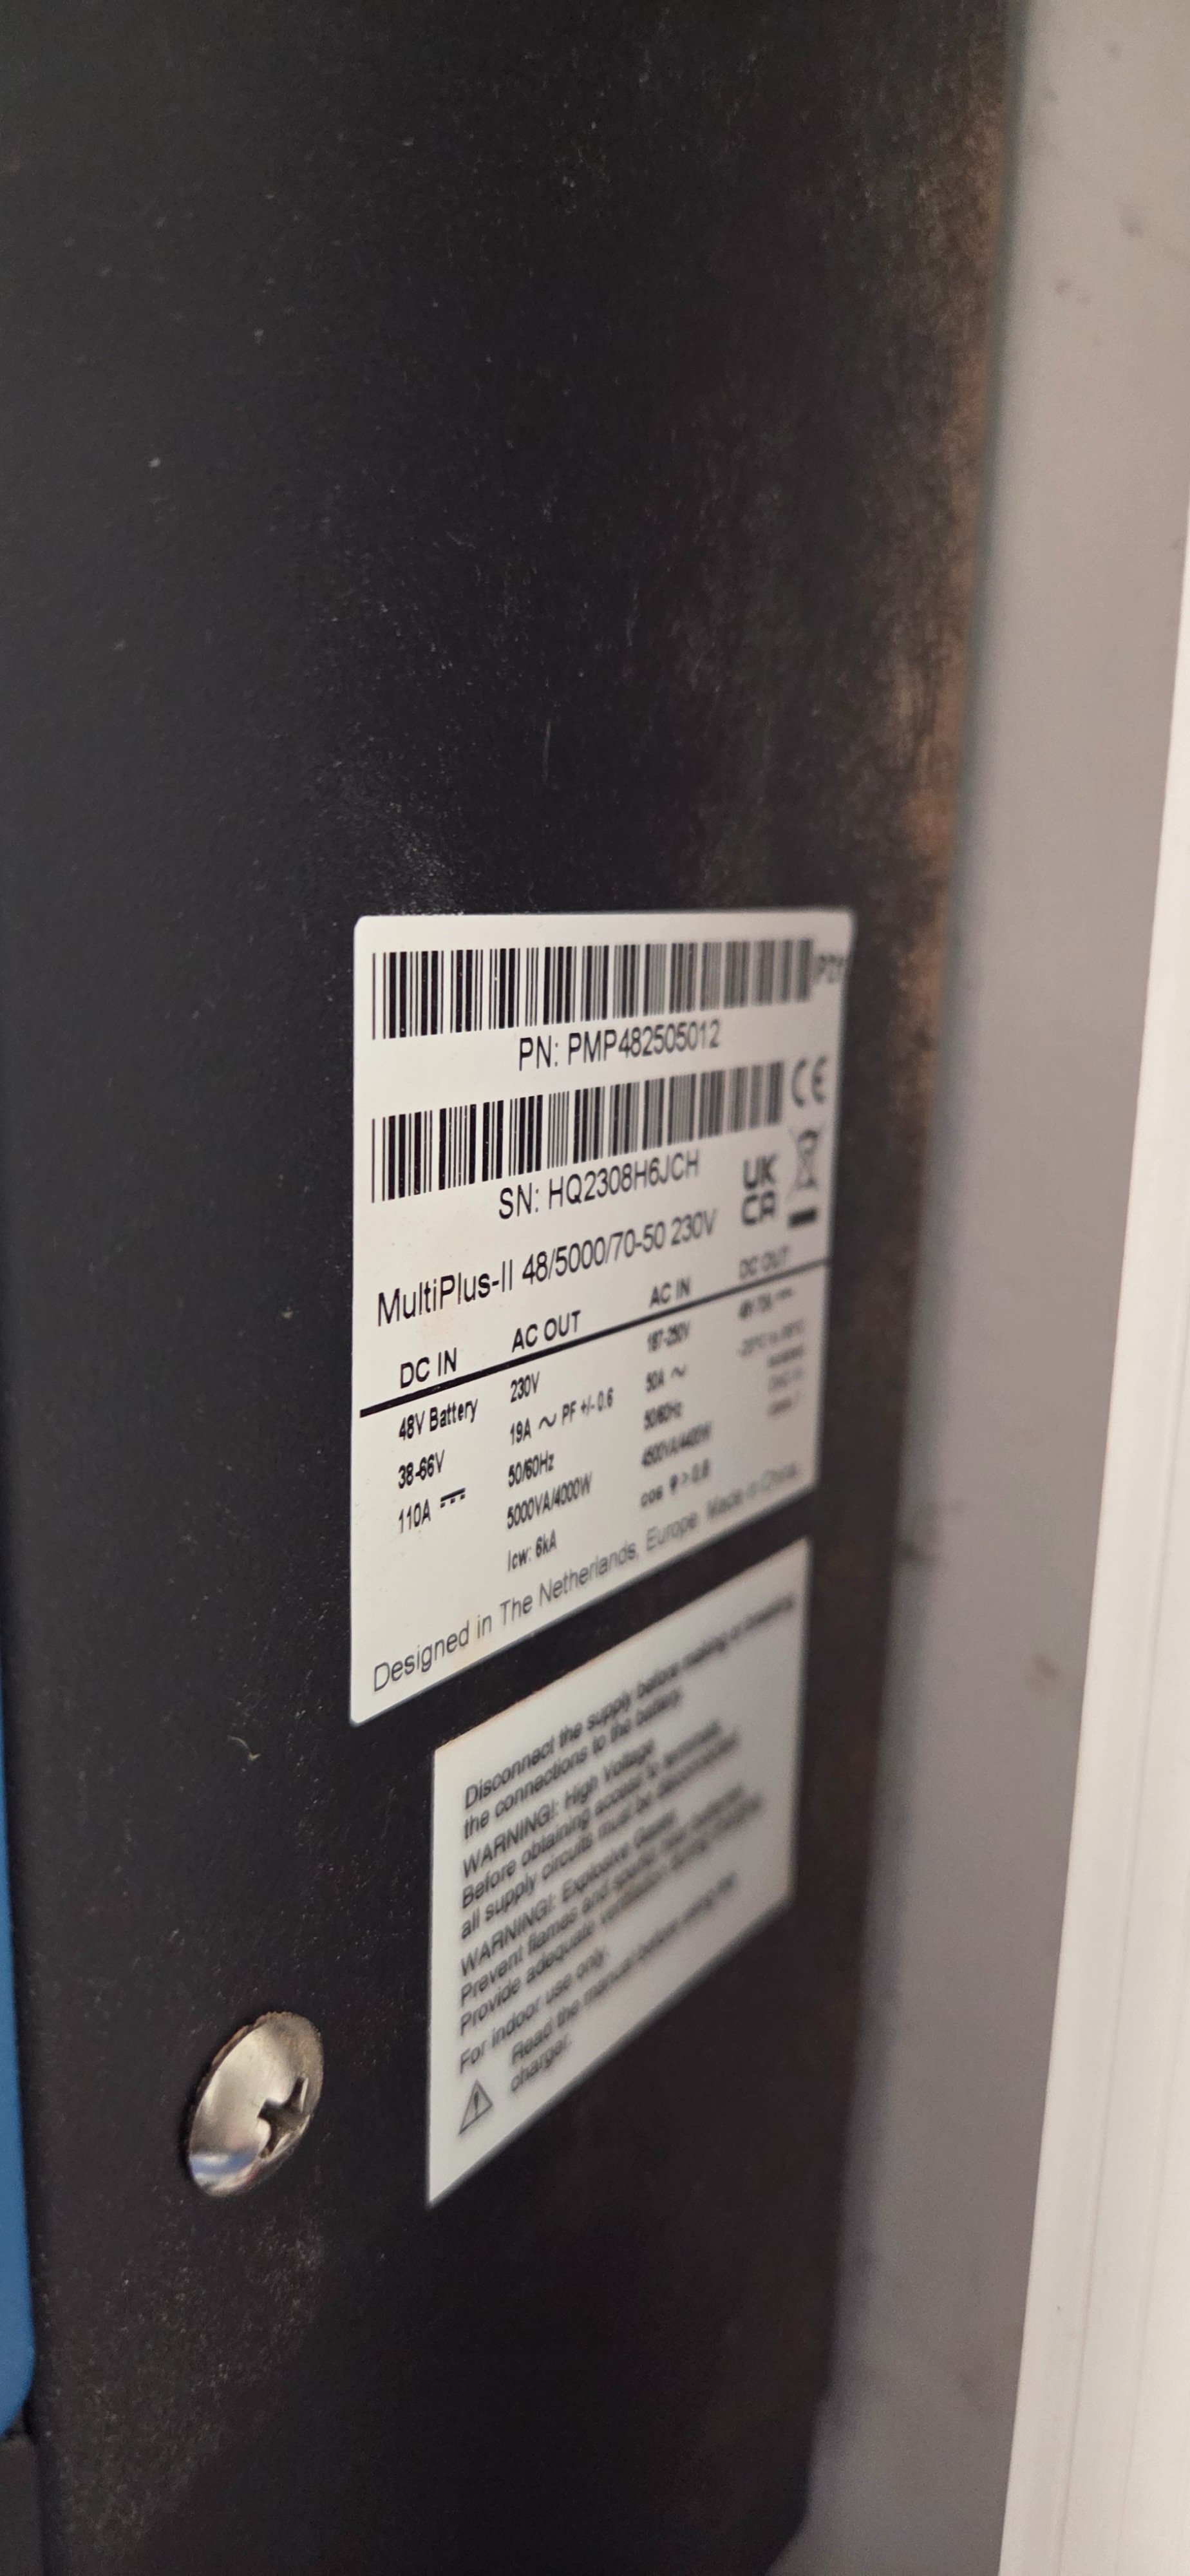 PN: PMP482505012
CE
SN: HQ2308H6JCH
UK
CA
MultiPlus-II 48/5000/70-50 230V
DC IN AC OUT AC IN DC OUT
48V Battery 230V 187-250V
38-66V 19A ~ PF +/- 0.6 50A ~
110A 50/60Hz 50/60Hz
5000VA/4000W
Icw: 6kA cos φ > 0.8
Designed in The Netherlands, Europe. Made in China.
Disconnect the supply before making or breaking
the connections to the battery.
WARNING!: High Voltage
Before obtaining access to terminals,
all supply circuits must be disconnected.
WARNING!: Explosive Gases!
Prevent flames and sparks!
Provide adequate ventilation
For indoor use only.
Read the manual before using the
charger.